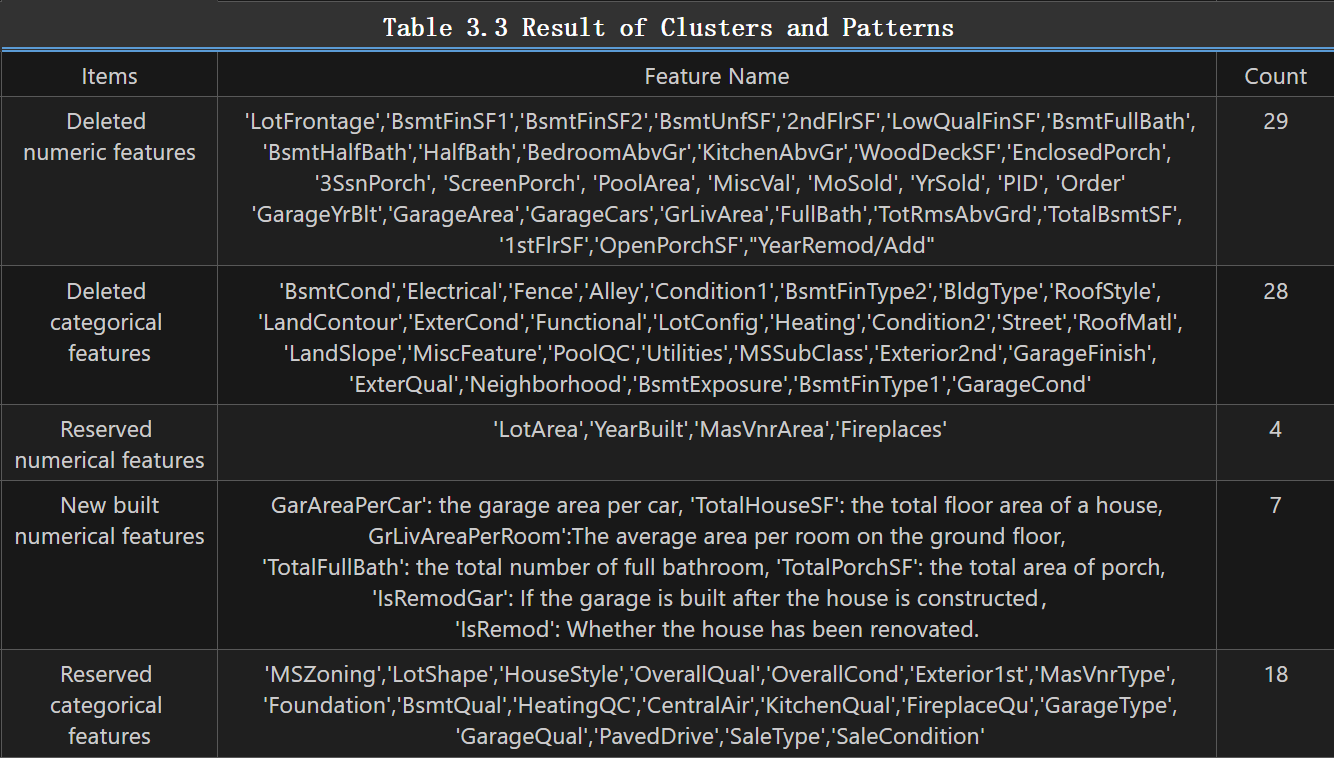 Table 3.3 Result of Clusters and Patterns
Items Feature Name Count
Deleted
numeric features
'LotFrontage','BsmtFinSF1','BsmtFinSF2','BsmtUnfSF','2ndFlrSF','LowQualFinSF','BsmtFullBath',
'BsmtHalfBath','HalfBath','BedroomAbvGr','KitchenAbvGr','WoodDeckSF','EnclosedPorch',
'3SsnPorch', 'ScreenPorch', 'PoolArea', 'MiscVal', 'MoSold', 'YrSold', 'PID', 'Order'
'GarageYrBlt','GarageArea','GarageCars','GrLivArea','FullBath','TotRmsAbvGrd','TotalBsmtSF',
'1stFlrSF','OpenPorchSF',"YearRemod/Add"
29
Deleted
categorical
features
'BsmtCond','Electrical','Fence','Alley','Condition1','BsmtFinType2','BldgType','RoofStyle',
'LandContour','ExterCond','Functional','LotConfig','Heating','Condition2','Street','RoofMatl',
'LandSlope','MiscFeature','PoolQC','Utilities','MSSubClass','Exterior2nd','GarageFinish',
'ExterQual','Neighborhood','BsmtExposure','BsmtFinType1','GarageCond'
28
Reserved
numerical features
'LotArea','YearBuilt','MasVnrArea','Fireplaces'
4
New built
numerical features
GarAreaPerCar': the garage area per car, 'TotalHouseSF': the total floor area of a house,
GrLivAreaPerRoom':The average area per room on the ground floor,
'TotalFullBath': the total number of full bathroom, 'TotalPorchSF': the total area of porch,
'IsRemodGar': If the garage is built after the house is constructed,
'IsRemod': Whether the house has been renovated.
7
Reserved
categorical
features
'MSZoning','LotShape','HouseStyle','OverallQual','OverallCond','Exterior1st','MasVnrType',
'Foundation','BsmtQual','HeatingQC','CentralAir','KitchenQual','FireplaceQu','GarageType',
'GarageQual','PavedDrive','SaleType','SaleCondition'
18